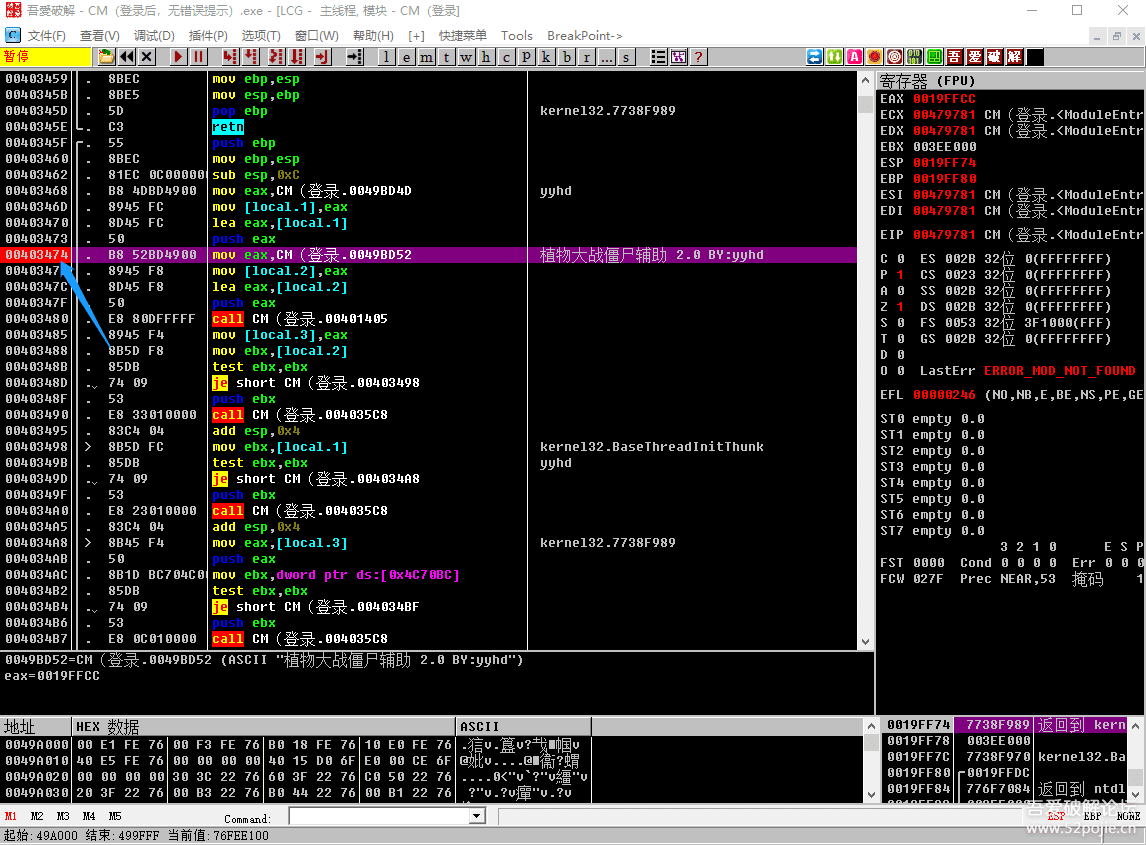 吾爱破解 - CM（登录后，无错误提示）.exe - [LCG - 主线程, 模块 - CM（登录]
文件(F) 查看(V) 调试(D) 插件(P) 选项(T) 窗口(W) 帮助(H) [+] 快捷菜单 Tools BreakPoint->
暂停 l e m t w h c P k b r ... s ? 吾 爱 破 解
00403459 . 8BEC mov ebp,esp
0040345B . 8BE5 mov esp,ebp
0040345D . 5D pop ebp kernel32.7738F989
0040345E . C3 retn
0040345F . 55 push ebp
00403460 . 8BEC mov ebp,esp
00403462 . 81EC 0C00000 sub esp,0xC
00403468 . B8 4DBD4900 mov eax,CM（登录.0049BD4D yyhd
0040346D . 8945 FC mov [local.1],eax
00403470 . 8D45 FC lea eax,[local.1]
00403473 . 50 push eax
00403474 . B8 52BD4900 mov eax,CM（登录.0049BD52 植物大战僵尸辅助 2.0 BY:yyhd
0040347 . 8945 F8 mov [local.2],eax
0040347C . 8D45 F8 lea eax,[local.2]
0040347F . 50 push eax
00403480 . E8 80DFFFFF call CM（登录.00401405
00403485 . 8945 F4 mov [local.3],eax
00403488 . 8B5D F8 mov ebx,[local.2]
0040348B . 85DB test ebx,ebx
0040348D . 74 09 je short CM（登录.00403498
0040348F . 53 push ebx
00403490 . E8 33010000 call CM（登录.004035C8
00403495 . 83C4 04 add esp,0x4
00403498 > 8B5D FC mov ebx,[local.1] kernel32.BaseThreadInitThunk
0040349B . 85DB test ebx,ebx yyhd
0040349D . 74 09 je short CM（登录.004034A8
0040349F . 53 push ebx
004034A0 . E8 23010000 call CM（登录.004035C8
004034A5 . 83C4 04 add esp,0x4
004034A8 > 8B45 F4 mov eax,[local.3] kernel32.7738F989
004034AB . 50 push eax
004034AC . 8B1D BC704C0 mov ebx,dword ptr ds:[0x4C70BC]
004034B2 . 85DB test ebx,ebx
004034B4 . 74 09 je short CM（登录.004034BF
004034B6 . 53 push ebx
004034B7 . E8 0C010000 call CM（登录.004035C8
0049BD52=CM（登录.0049BD52 (ASCII "植物大战僵尸辅助 2.0 BY:yyhd")
eax=0019FFCC
寄存器 (FPU)
EAX 0019FFCC
ECX 00479781 CM（登录.<ModuleEntr
EDX 00479781 CM（登录.<ModuleEntr
EBX 003EE000
ESP 0019FF74
EBP 0019FF80
ESI 00479781 CM（登录.<ModuleEntr
EDI 00479781 CM（登录.<ModuleEntr
EIP 00479781 CM（登录.<ModuleEntr
C 0 ES 002B 32位 0(FFFFFFFF)
P 1 CS 0023 32位 0(FFFFFFFF)
A 0 SS 002B 32位 0(FFFFFFFF)
Z 1 DS 002B 32位 0(FFFFFFFF)
S 0 FS 0053 32位 3F1000(FFF)
T 0 GS 002B 32位 0(FFFFFFFF)
D 0
O 0 LastErr ERROR_MOD_NOT_FOUND
EFL 00000246 (NO,NB,E,BE,NS,PE,GE
ST0 empty 0.0
ST1 empty 0.0
ST2 empty 0.0
ST3 empty 0.0
ST4 empty 0.0
ST5 empty 0.0
ST6 empty 0.0
ST7 empty 0.0
3 2 1 0 E S P
FST 0000 Cond 0 0 0 0 Err 0 0 0
FCW 027F Prec NEAR,53 掩码 1
地址 HEX 数据 ASCII
0049A000 00 E1 FE 76 00 F3 FE 76 B0 18 FE 76 10 E0 FE 76
0049A010 40 E5 FE 76 00 00 00 00 40 15 D0 6F E0 00 CE 6F
0049A020 00 00 00 00 30 3C 22 76 60 3F 22 76 C0 50 22 76
0049A030 20 3F 22 76 00 B3 22 76 B0 44 22 76 00 B1 22 76
0019FF74 7738F989 返回到 kern
0019FF78 003EE000
0019FF7C 7738F970 kernel32.Ba
0019FF80 0019FFDC
0019FF84 776F7084 返回到 ntdl
M1 M2 M3 M4 M5 Command: ESP EBP NONE
起始: 49A000 结束: 499FFF 当前值: 76FEE100
吾爱破解论坛
www.52pojie.cn